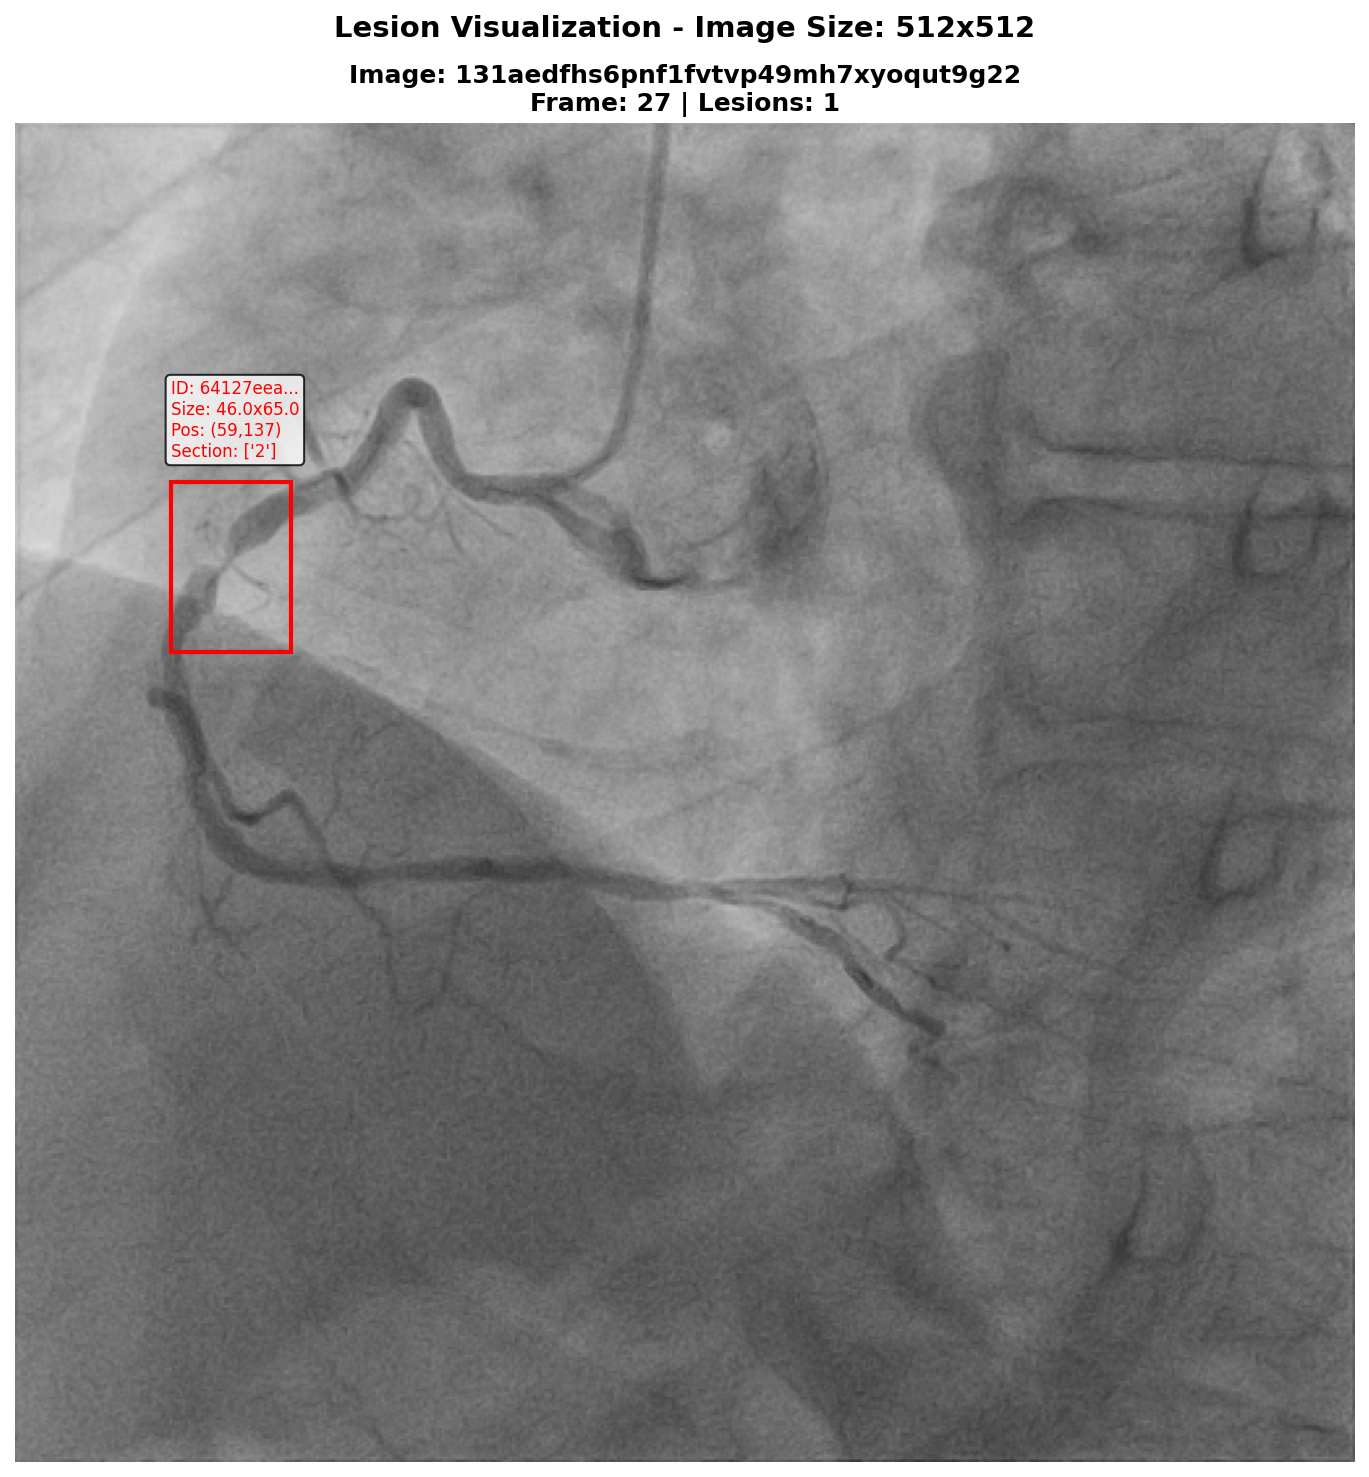 Lesion Visualization - Image Size: 512x512
Image: 131aedfhs6pnf1fvtvp49mh7xyoqut9g22
Frame: 27 | Lesions: 1
ID: 64127eea...
Size: 46.0x65.0
Pos: (59,137)
Section: ['2']